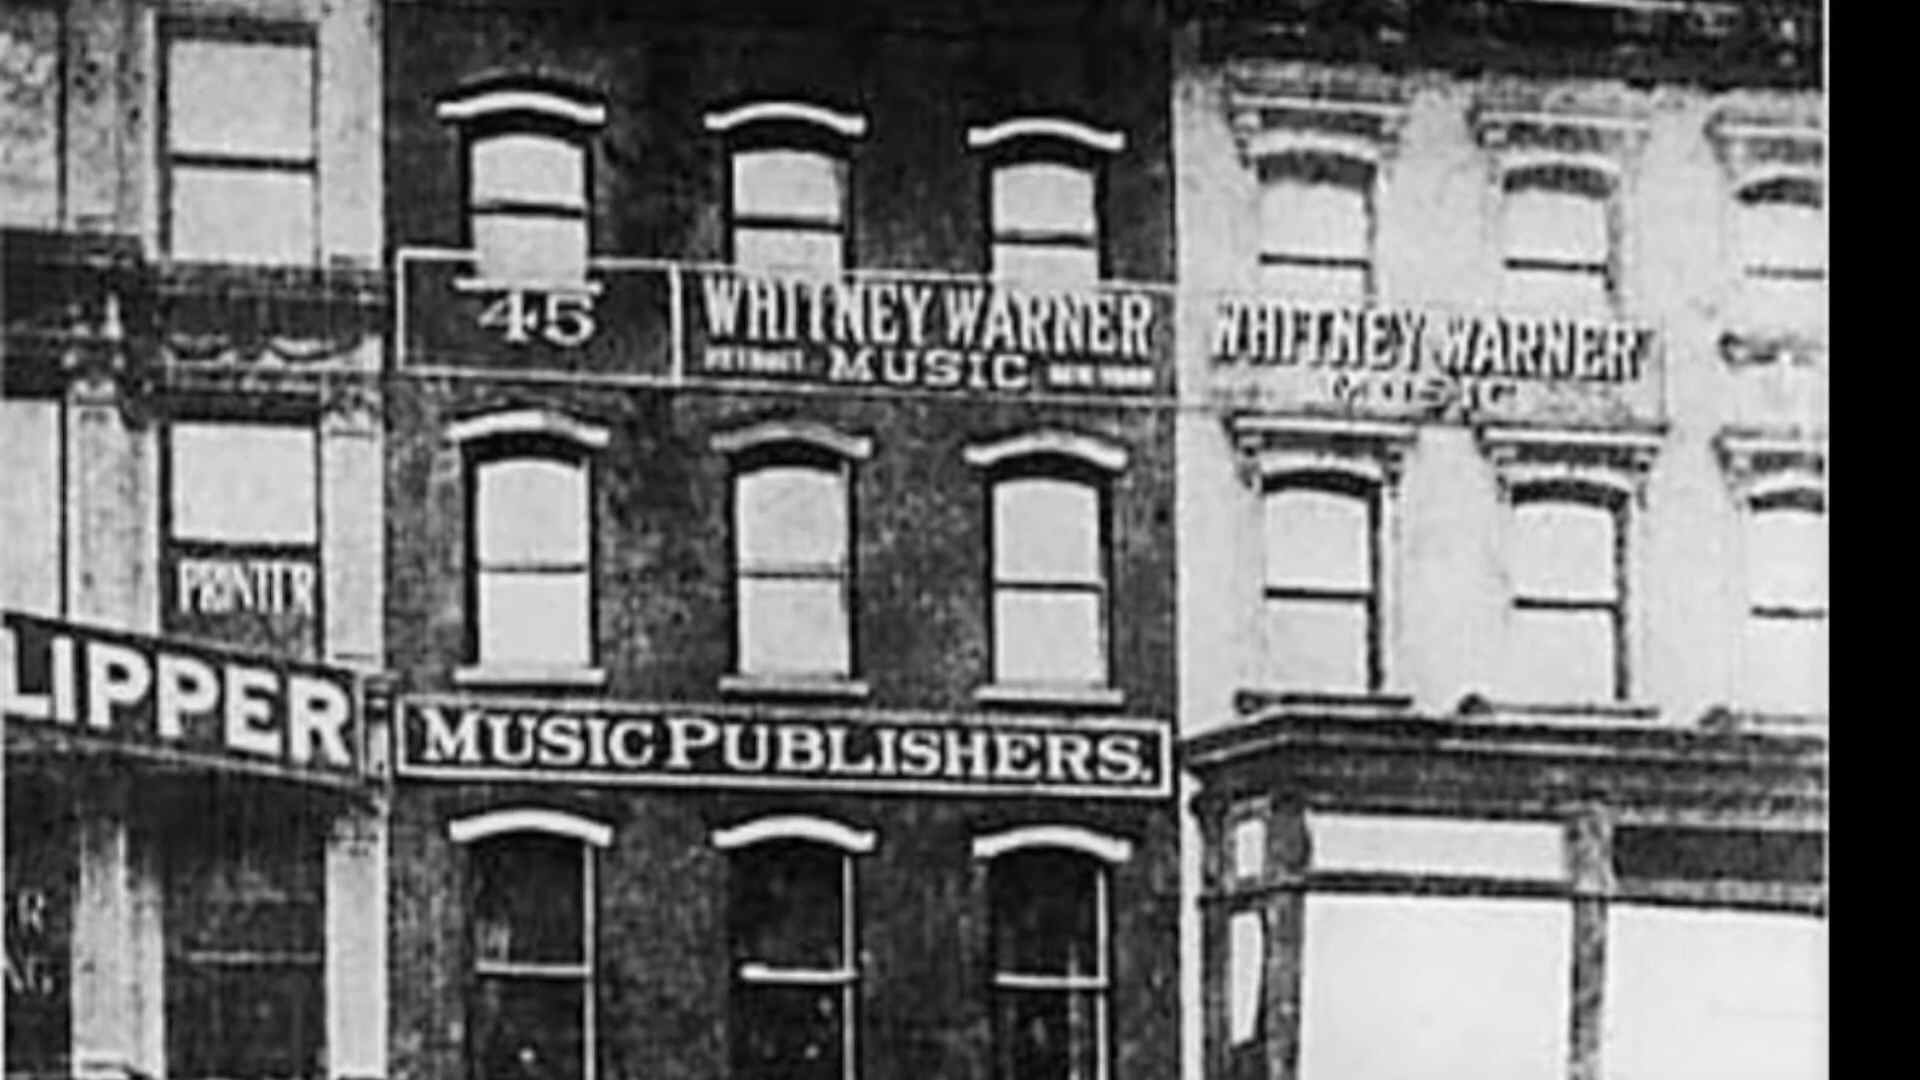 45
WHITNEY WARNER
DETROIT MUSIC NEW YORK
WHITNEY WARNER
MUSIC
PRINTER
LIPPER
MUSIC PUBLISHERS.